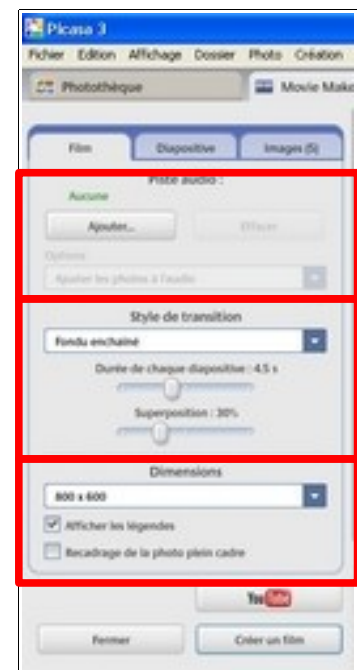 Picasa 3
Fichier Edition Affichage Dossier Photo Création
Photothèque Movie Make
Film Diapositive Images (5)
Piste audio :
Aucune
Ajouter... Effacer
Options
Ajuster les photos à l'audio
Style de transition
Fondu enchaîné
Durée de chaque diapositive : 4.5 s
Superposition : 30%
Dimensions
800 x 600
Afficher les légendes
Recadrage de la photo plein cadre
YouTube
Fermer Créer un film